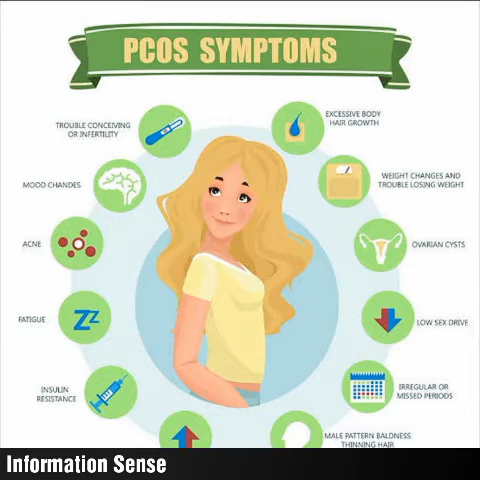 PCOS SYMPTOMS
TROUBLE CONCEIVING
OR INFERTILITY
EXCESSIVE BODY
HAIR GROWTH
MOOD CHANDES
WEIGHT CHANGES AND
TROUBLE LOSING WEIGHT
ACNE
OVARIAN CYSTS
FATIGUE
ZZ
LOW SEX DRIVE
INSULIN
RESISTANCE
IRREGULAR OR
MISSED PERIODS
MALE PATTERN BALDNESS
THINNING HAIR
Information Sense